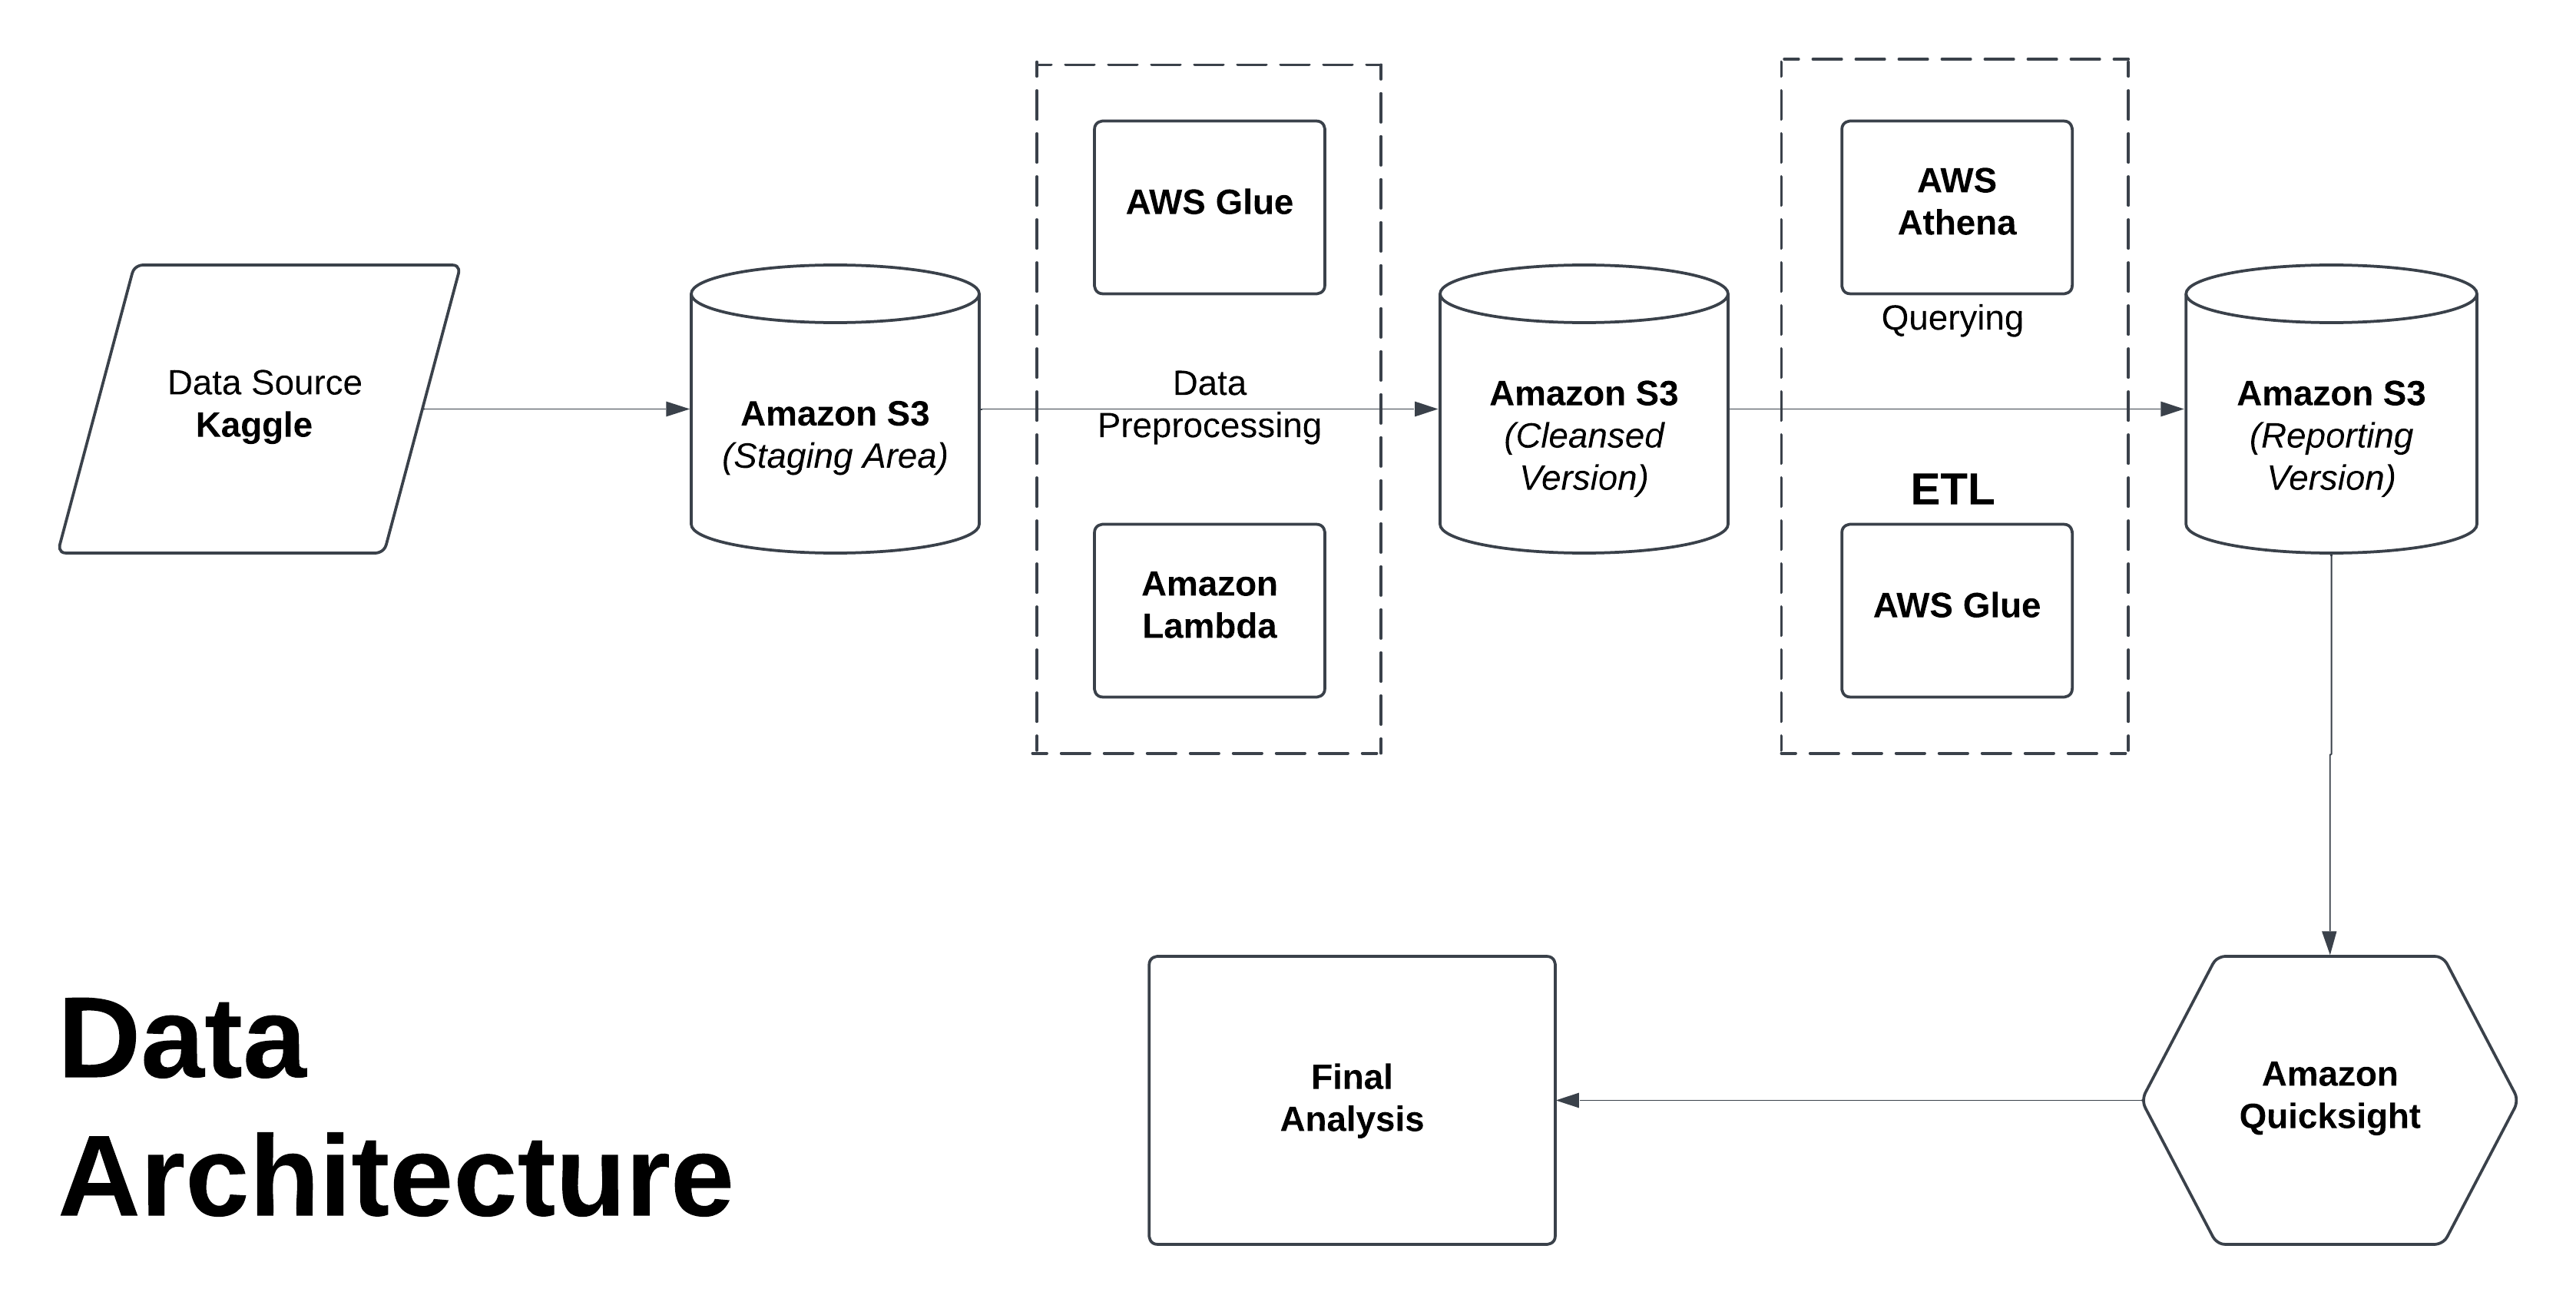 Data Source
Kaggle
Amazon S3
(Staging Area)
AWS Glue
Data
Preprocessing
Amazon
Lambda
Amazon S3
(Cleansed
Version)
AWS
Athena
Querying
ETL
AWS Glue
Amazon S3
(Reporting
Version)
Amazon
Quicksight
Final
Analysis
Data
Architecture